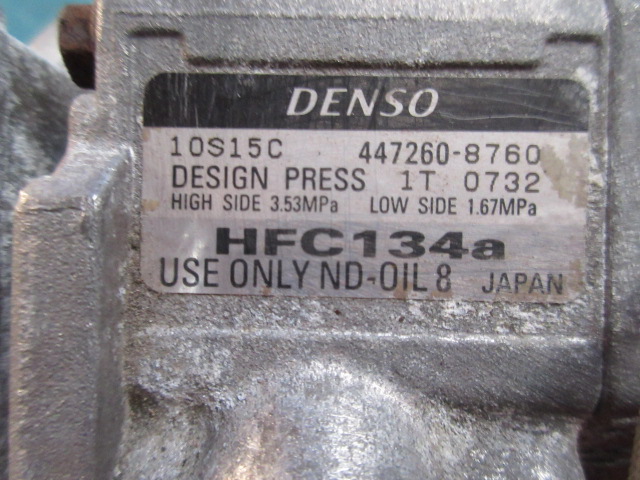 DENSO
10S15C 447260-8760
DESIGN PRESS 1T 0732
HIGH SIDE 3.53MPa LOW SIDE 1.67MPa
HFC134a
USE ONLY ND-OIL 8 JAPAN